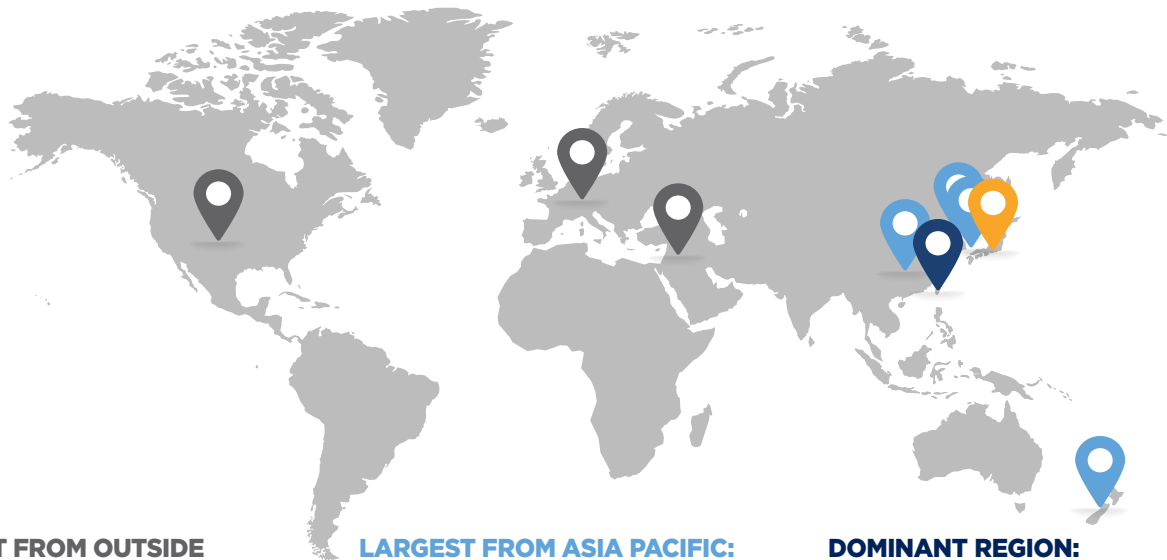 FROM OUTSIDE
LARGEST FROM ASIA PACIFIC:
DOMINANT REGION: